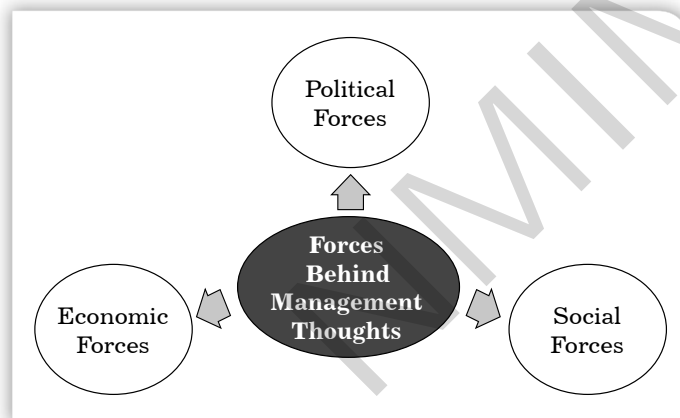 Political
Forces
Forces
Behind
Management
Thoughts
Economic
Forces
Social
Forces